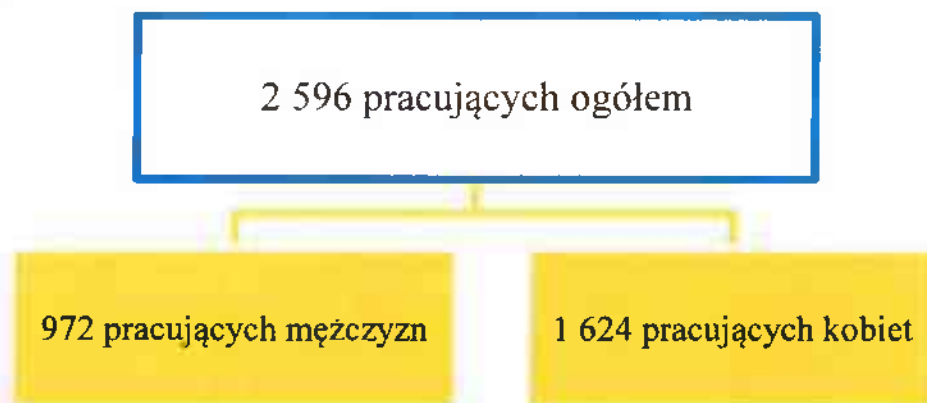 2 596 pracujących ogółem
972 pracujących mężczyzn
1 624 pracujących kobiet